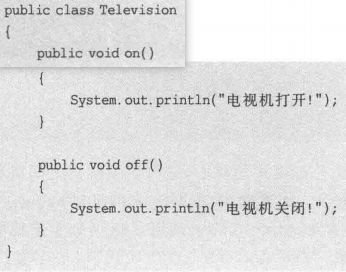 public class Television
{
    public void on()
    {
        System.out.println("电视机打开!");
    }

    public void off()
    {
        System.out.println("电视机关闭!");
    }
}